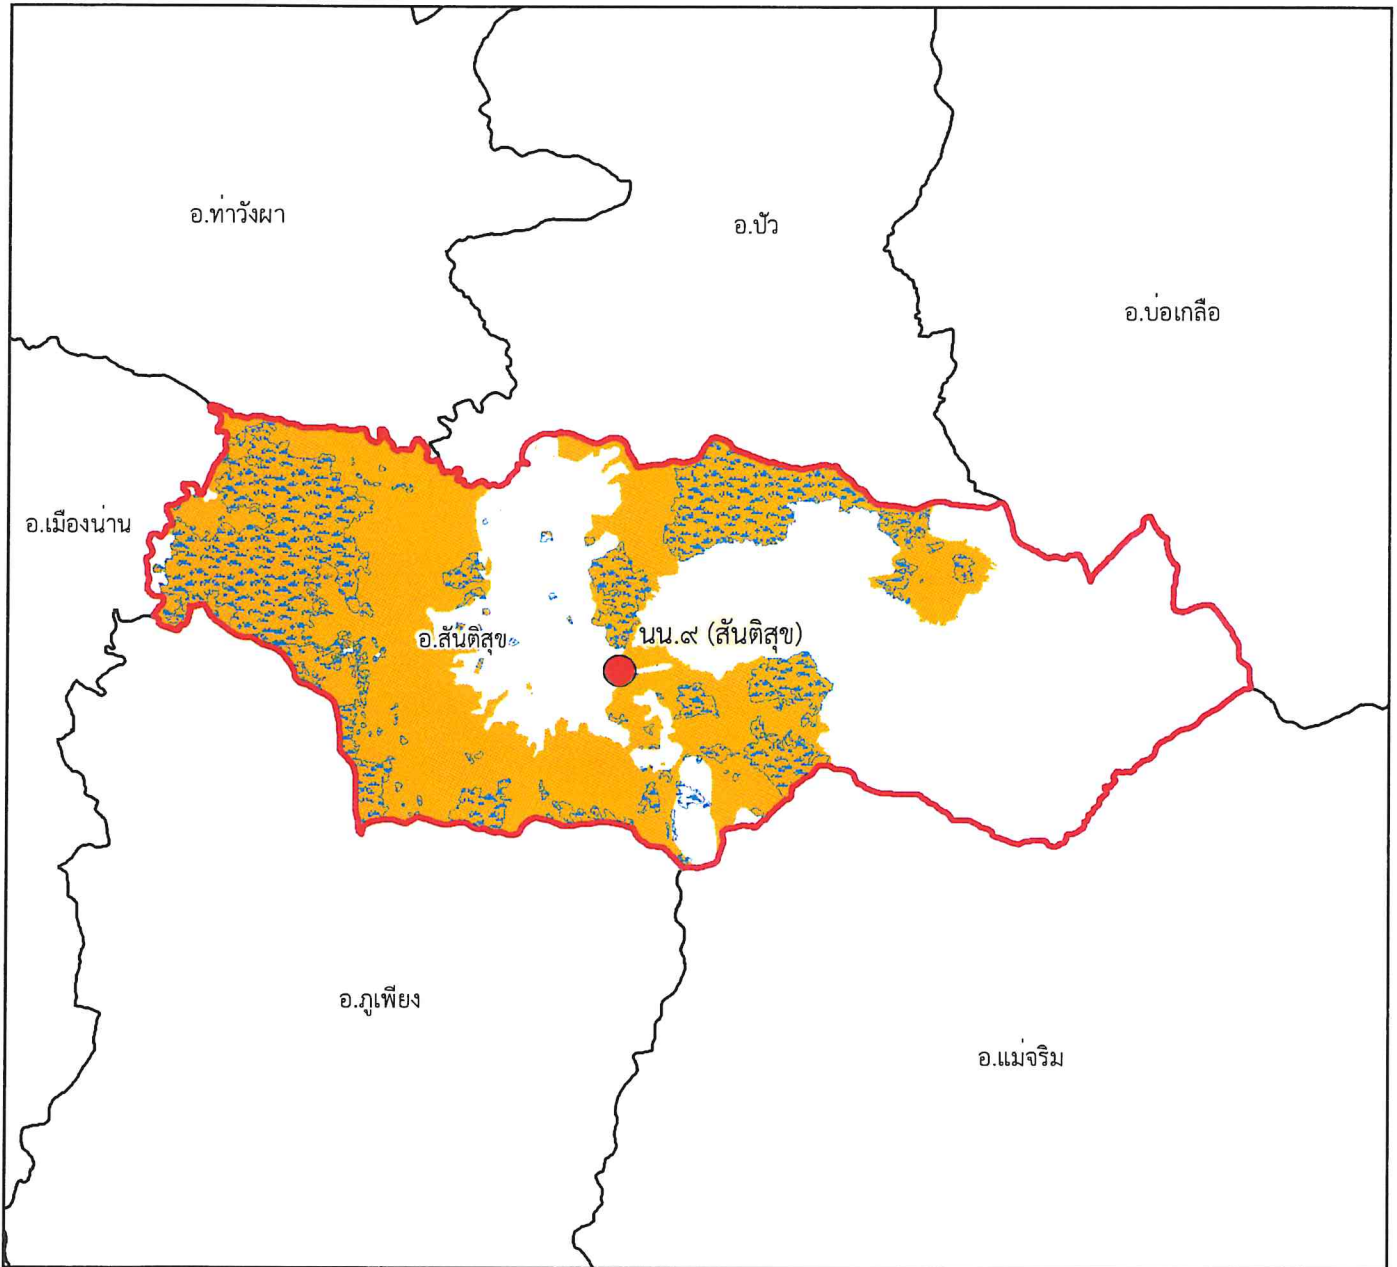 อ.ท่าวังผา
อ.ปัว
อ.บ่อเกลือ
อ.เมืองน่าน
อ.สันติสุข
นน.๙ (สันติสุข)
อ.ภูเพียง
อ.แม่จริม